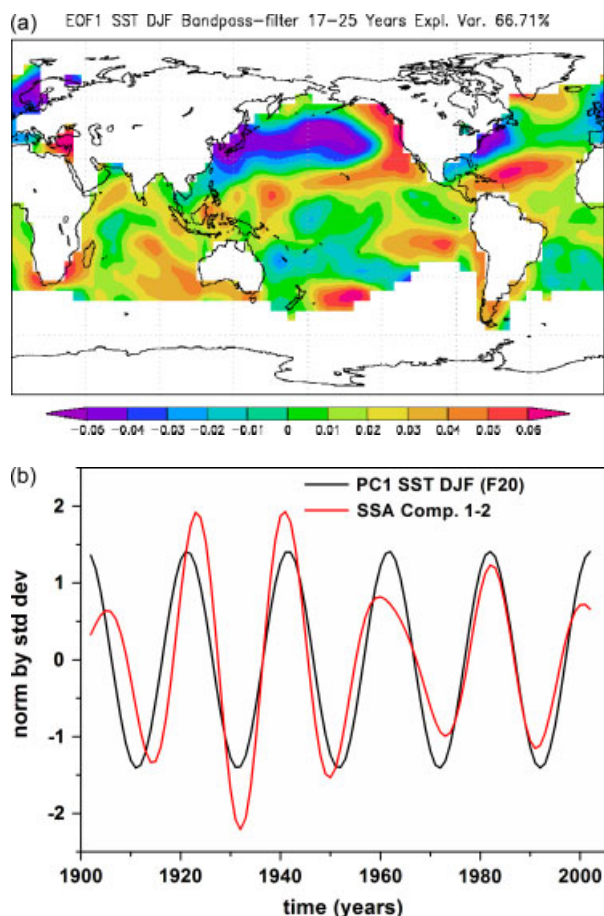 (a) EOF1 SST DJF Bandpass-filter 17-25 Years Expl. Var. 66.71%
-0.05 -0.04 -0.03 -0.02 -0.01 0 0.01 0.02 0.03 0.04 0.05 0.06
(b)
PC1 SST DJF (F20)
SSA Comp. 1-2
2
1
0
-1
-2
norm by std dev
1900 1920 1940 1960 1980 2000
time (years)